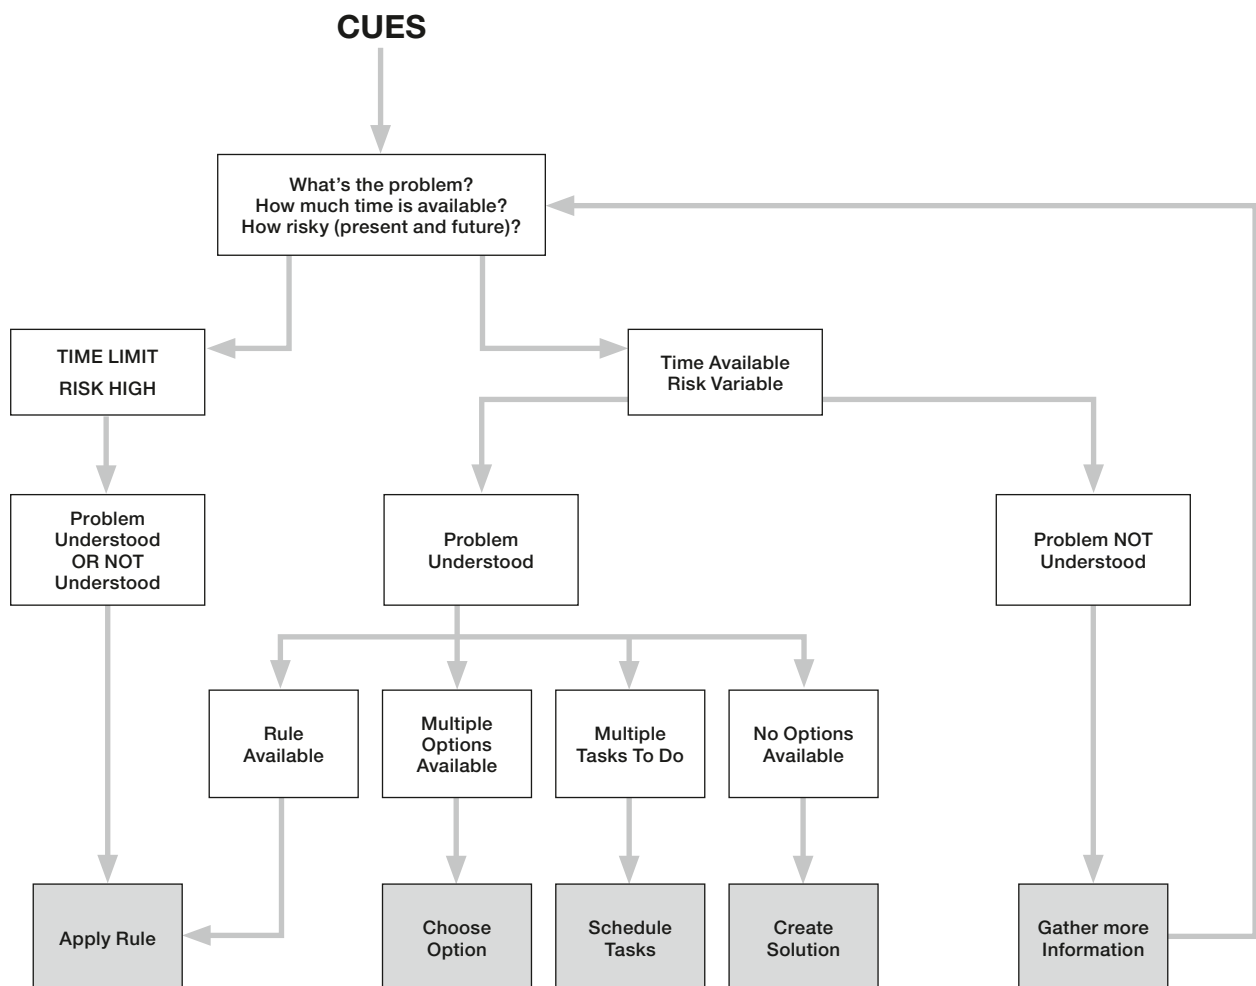 CUES
What's the problem?
How much time is available?
How risky (present and future)?
TIME LIMIT
RISK HIGH
Time Available
Risk Variable
Problem
Understood
OR NOT
Understood
Problem
Understood
Problem NOT
Understood
Rule
Available
Multiple
Options
Available
Multiple
Tasks To Do
No Options
Available
Apply Rule
Choose
Option
Schedule
Tasks
Create
Solution
Gather more
Information